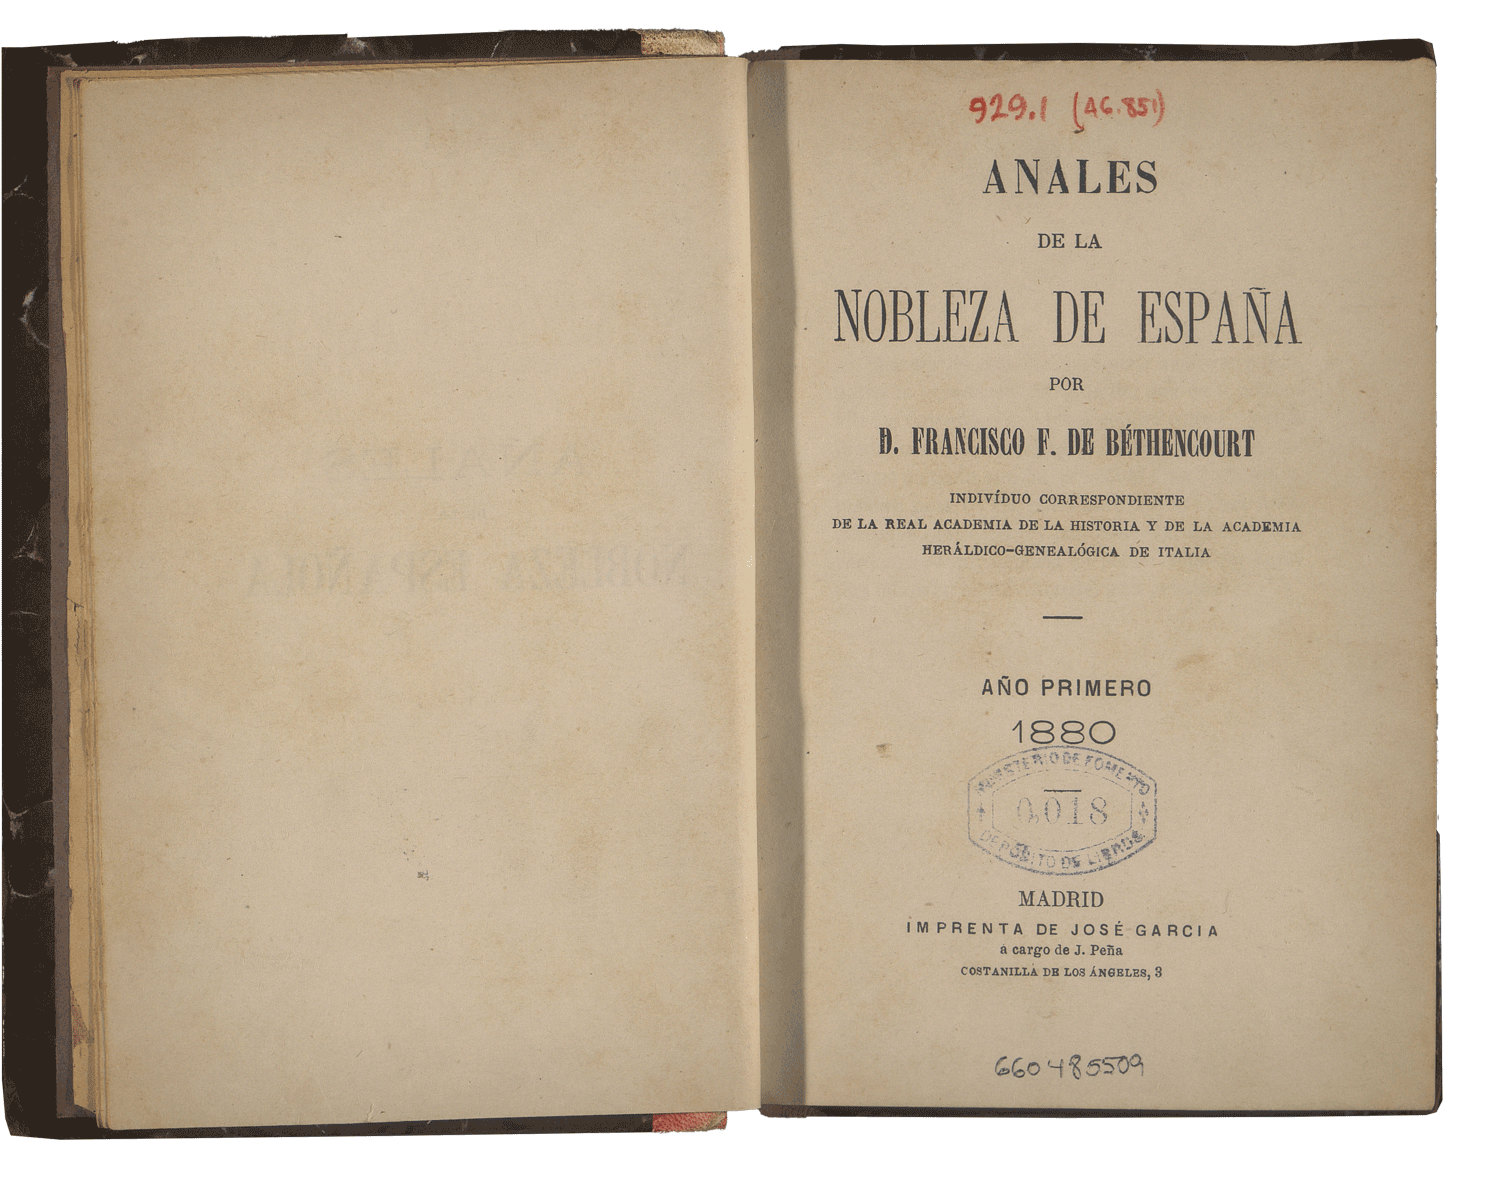 929.1 (46.851)
ANALES
DE LA
NOBLEZA DE ESPAÑA
POR
D. FRANCISCO F. DE BÉTHENCOURT
INDIVÍDUO CORRESPONDIENTE
DE LA REAL ACADEMIA DE LA HISTORIA Y DE LA ACADEMIA
HERÁLDICO-GENEALÓGICA DE ITALIA
AÑO PRIMERO
1880
MINISTERIO DE FOMENTO
0,018
DEPÓSITO DE LIBROS
MADRID
IMPRENTA DE JOSÉ GARCIA
á cargo de J. Peña
COSTANILLA DE LOS ÁNGELES, 3
660485509